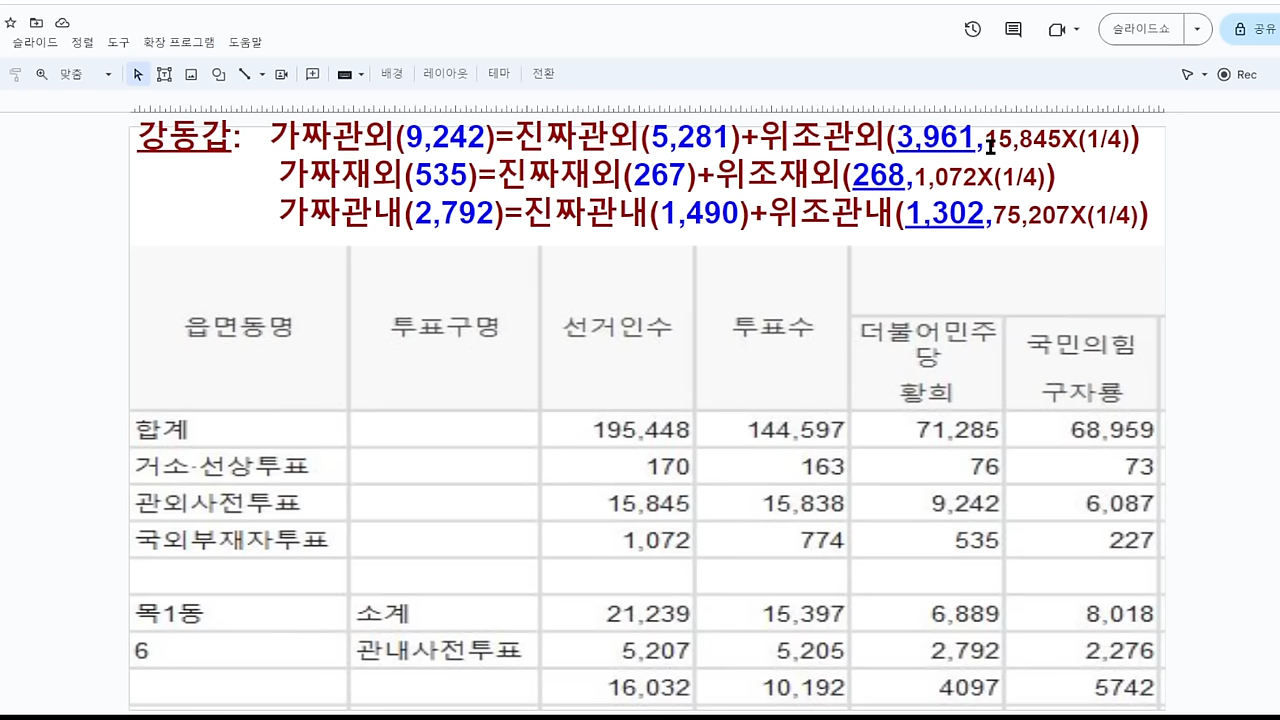 슬라이드 정렬 도구 확장 프로그램 도움말
슬라이드쇼
공유
맞춤
배경 레이아웃 테마 전환
Rec
강동갑: 가짜관외(9,242)=진짜관외(5,281)+위조관외(3,961,15,845X(1/4))
가짜재외(535)=진짜재외(267)+위조재외(268,1,072X(1/4))
가짜관내(2,792)=진짜관내(1,490)+위조관내(1,302,75,207X(1/4))
읍면동명 투표구명 선거인수 투표수 더불어민주당 황희 국민의힘 구자룡
합계 195,448 144,597 71,285 68,959
거소·선상투표 170 163 76 73
관외사전투표 15,845 15,838 9,242 6,087
국외부재자투표 1,072 774 535 227
목1동 소계 21,239 15,397 6,889 8,018
6 관내사전투표 5,207 5,205 2,792 2,276
16,032 10,192 4097 5742